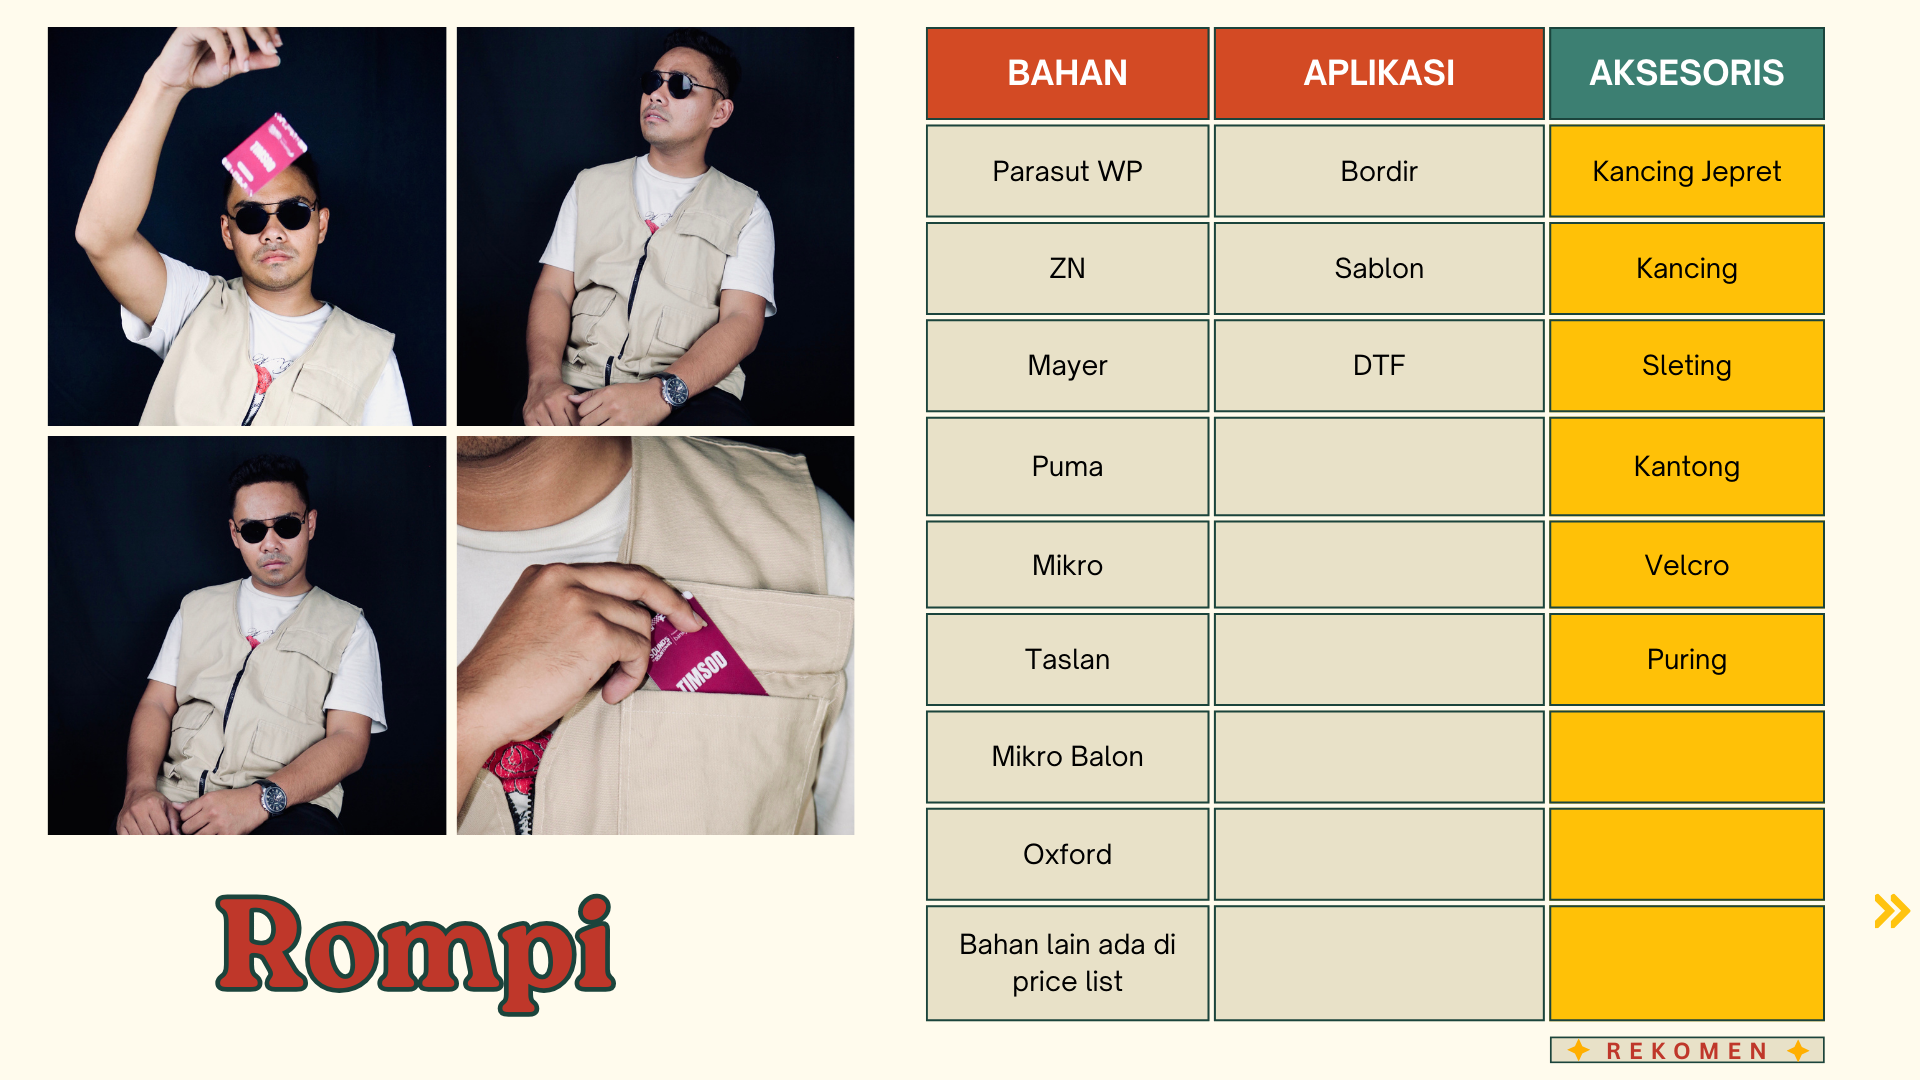 BAHAN
APLIKASI
AKSESORIS
Parasut WP
Bordir
Kancing Jepret
ZN
Sablon
Kancing
Mayer
DTF
Sleting
Puma
Kantong
Mikro
Velcro
Taslan
Puring
Mikro Balon
Oxford
Bahan lain ada di
price list
TIMSOD
Rompi
REKOMEN